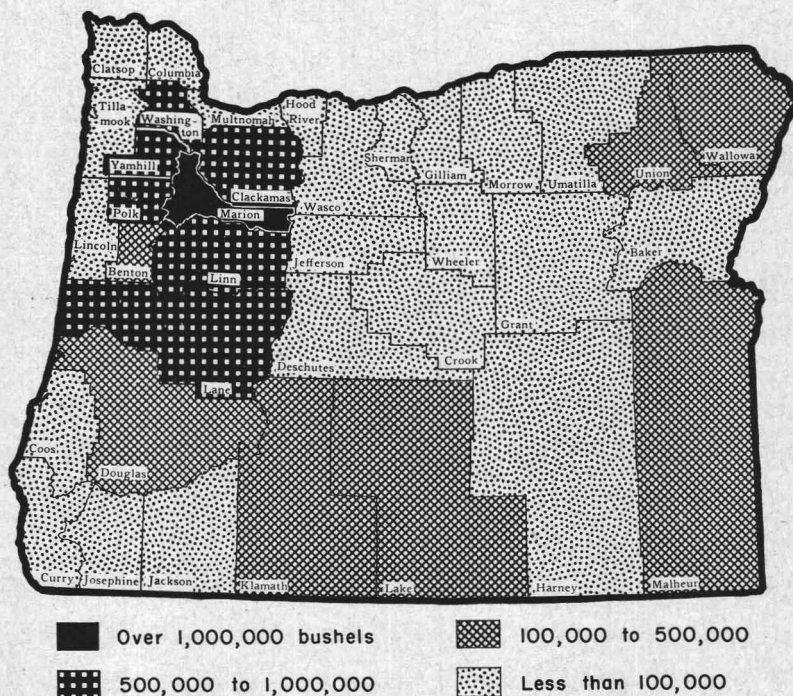 Clatsop Columbia
Tilla-
mook
Washing-
ton
Multnomah
Hood
River
Yamhill
Sherman
Gilliam
Morrow
Umatilla
Union
Wallowa
Clackamas
Polk
Marion
Wasco
Lincoln
Benton
Linn
Jefferson
Wheeler
Baker
Grant
Crook
Deschutes
Lane
Coos
Douglas
Curry Josephine Jackson Klamath Lake Harney Malheur
Over 1,000,000 bushels
100,000 to 500,000
500,000 to 1,000,000
Less than 100,000